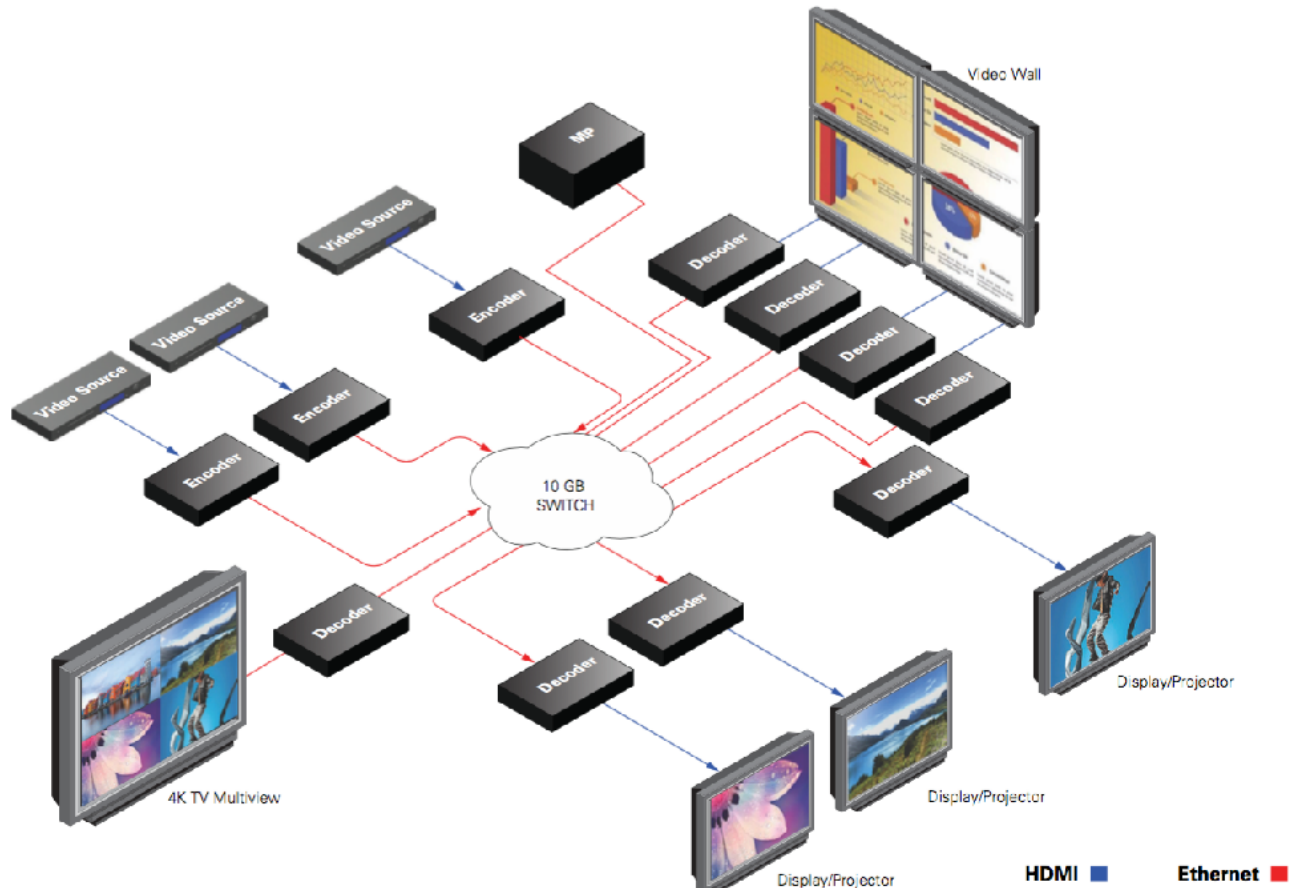 Video Wall
MP
Video Source
Decoder
Decoder
Encoder
Video Source
Decoder
Video Source
Decoder
Encoder
Encoder
Decoder
10 GB
SWITCH
Decoder
Decoder
Decoder
Display/Projector
4K TV Multiview
Display/Projector
Display/Projector
HDMI
Ethernet